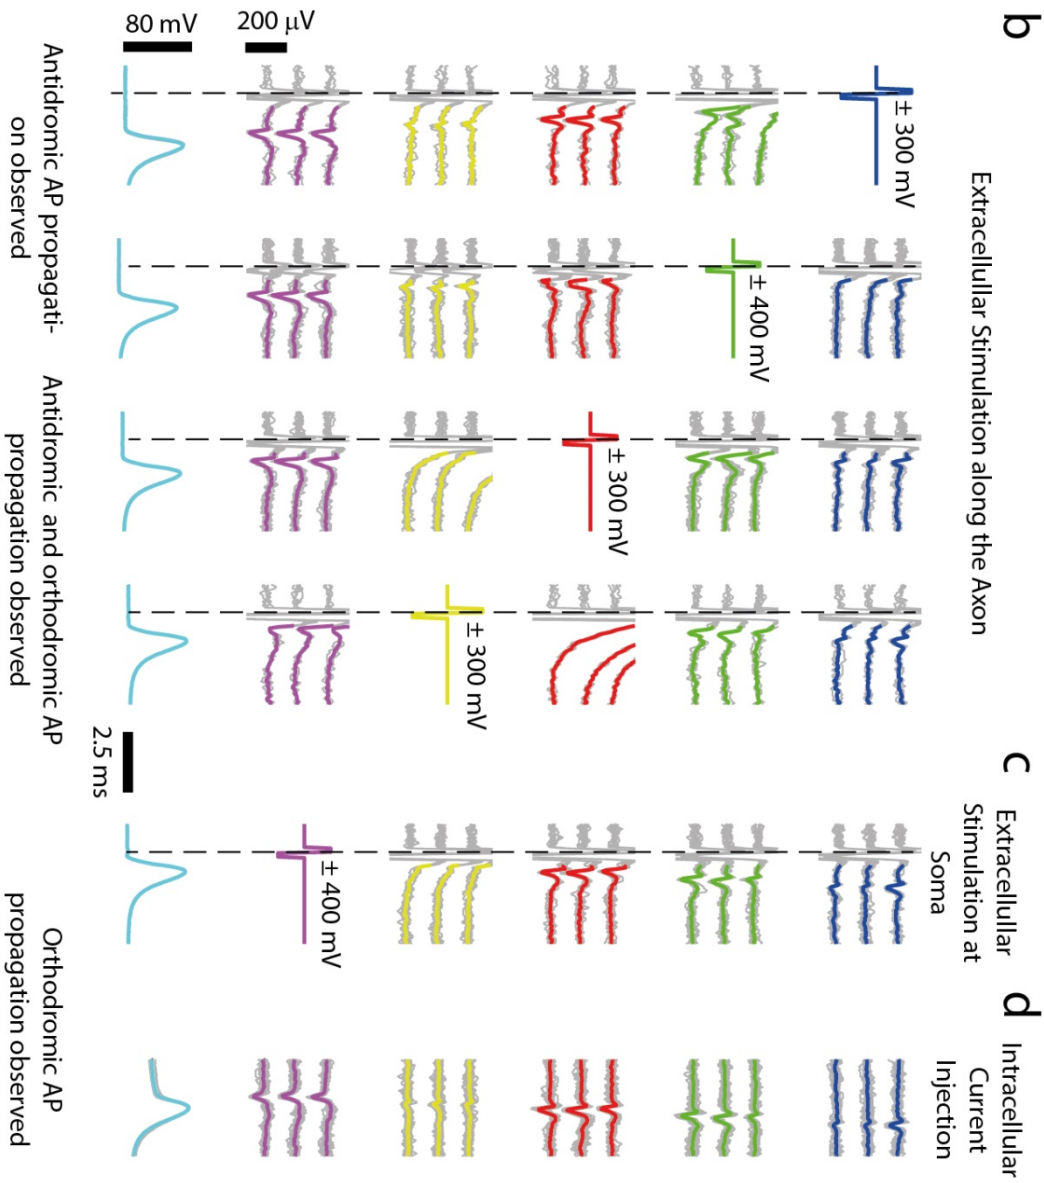 b
Extracellular Stimulation along the Axon
± 300 mV
± 400 mV
± 300 mV
± 300 mV
80 mV
200 µV
2.5 ms
Antidromic AP propagati-
on observed
Antidromic and orthodromic AP
propagation observed
c
Extracellular
Stimulation at
Soma
± 400 mV
d
Intracellular
Current
Injection
Orthodromic AP
propagation observed